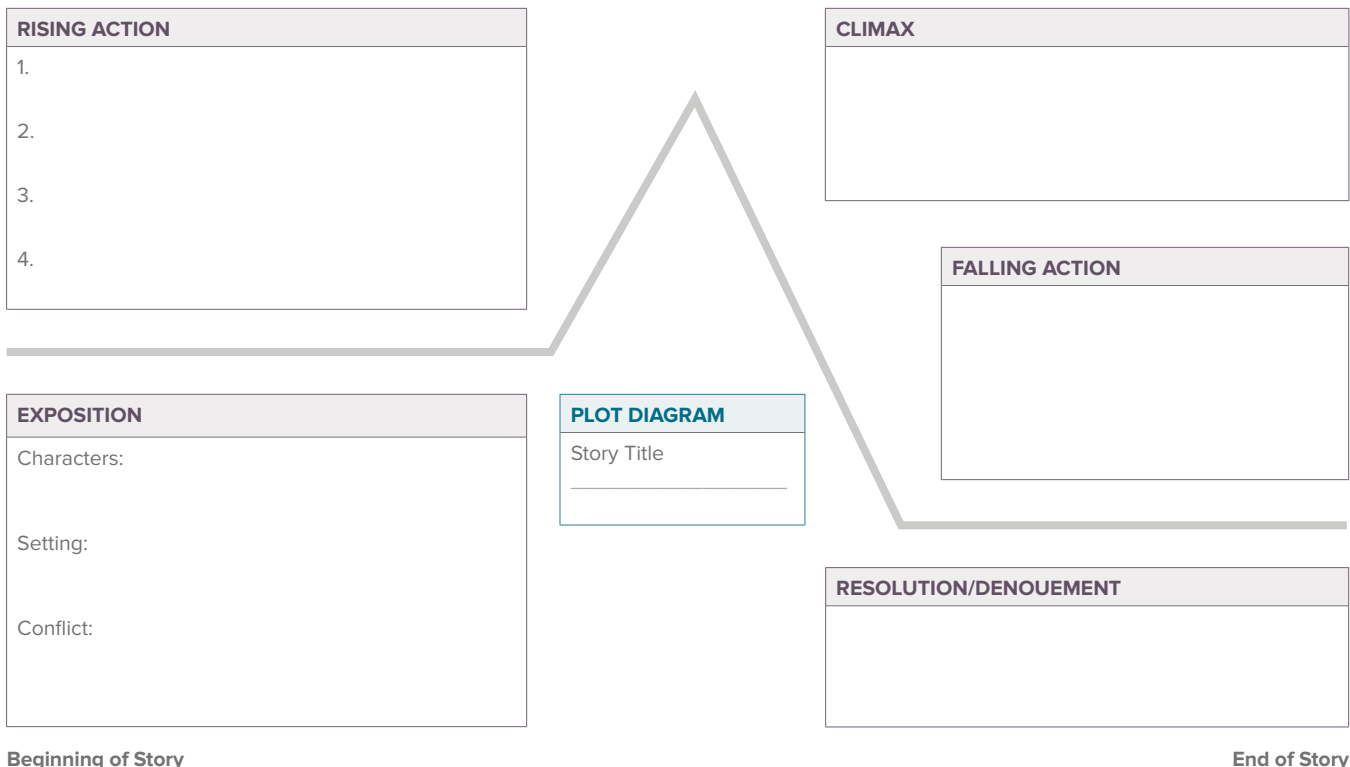 RISING ACTION
1.
2.
3.
4.
CLIMAX
FALLING ACTION
EXPOSITION
Characters:
Setting:
Conflict:
PLOT DIAGRAM
Story Title
RESOLUTION/DENOUEMENT
Beginning of Story
End of Story